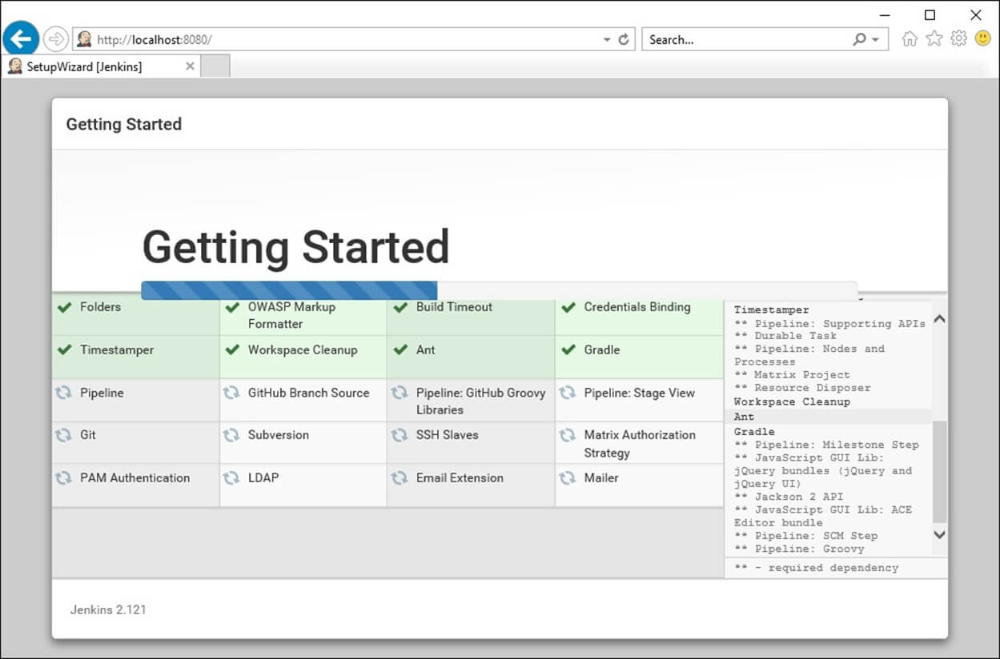 http://localhost:8080/
Search...
SetupWizard [Jenkins]
Getting Started
Getting Started
Folders
OWASP Markup
Formatter
Build Timeout
Credentials Binding
Timestamper
Workspace Cleanup
Ant
Gradle
Pipeline
GitHub Branch Source
Pipeline: GitHub Groovy
Libraries
Pipeline: Stage View
Git
Subversion
SSH Slaves
Matrix Authorization
Strategy
PAM Authentication
LDAP
Email Extension
Mailer
Timestamper
** Pipeline: Supporting APIs
** Durable Task
** Pipeline: Nodes and
Processes
** Matrix Project
** Resource Disposer
Workspace Cleanup
Ant
Gradle
** Pipeline: Milestone Step
** JavaScript GUI Lib:
jQuery bundles (jQuery and
jQuery UI)
** Jackson 2 API
** JavaScript GUI Lib: ACE
Editor bundle
** Pipeline: SCM Step
** Pipeline: Groovy
** - required dependency
Jenkins 2.121